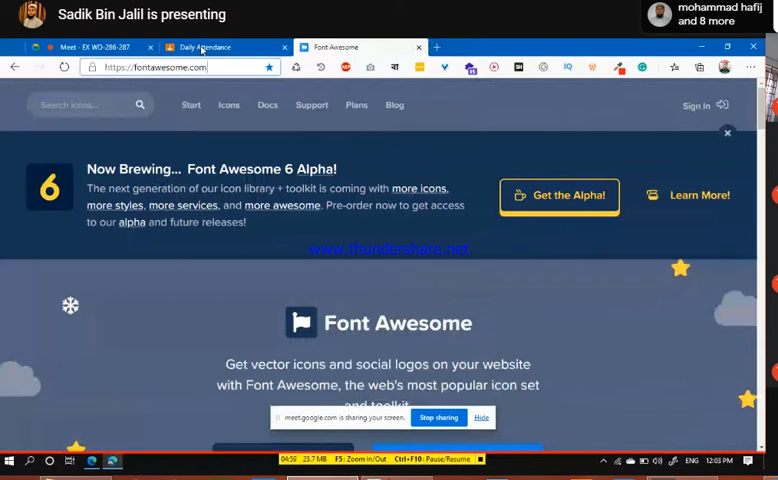 Sadik Bin Jalil is presenting
mohammad hafij
and 8 more
Meet - EX WD-286-287
Daily Attendance
Font Awesome
https://fontawesome.com
বা
ABP
15
SH
IQ
Search icons...
Start
Icons
Docs
Support
Plans
Blog
Sign In
6
Now Brewing... Font Awesome 6 Alpha!
The next generation of our icon library + toolkit is coming with more icons,
more styles, more services, and more awesome. Pre-order now to get access
to our alpha and future releases!
Get the Alpha!
Learn More!
www.thundershare.net
Font Awesome
Get vector icons and social logos on your website
with Font Awesome, the web's most popular icon set
and toolkit.
meet.google.com is sharing your screen.
Stop sharing
Hide
04:59 23.7 MB F5: Zoom in/Out Ctrl+F10: Pause/Resume
12:03 PM